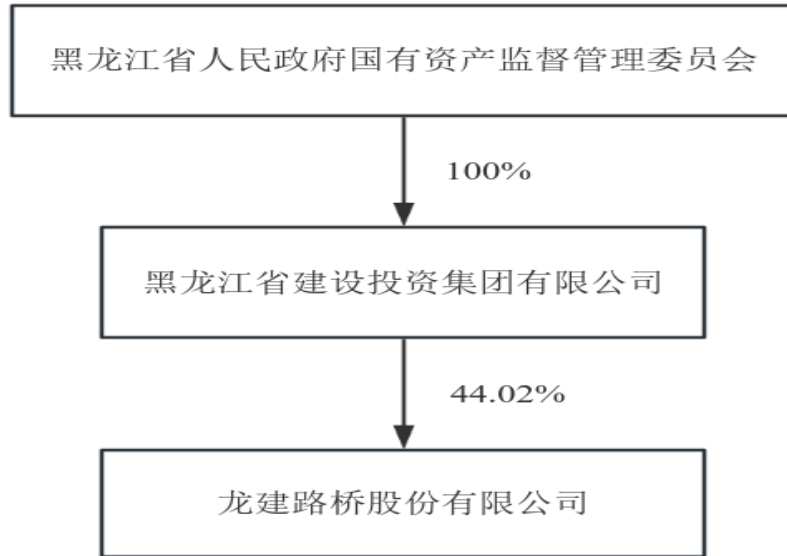 黑龙江省人民政府国有资产监督管理委员会
100%
黑龙江省建设投资集团有限公司
44.02%
龙建路桥股份有限公司